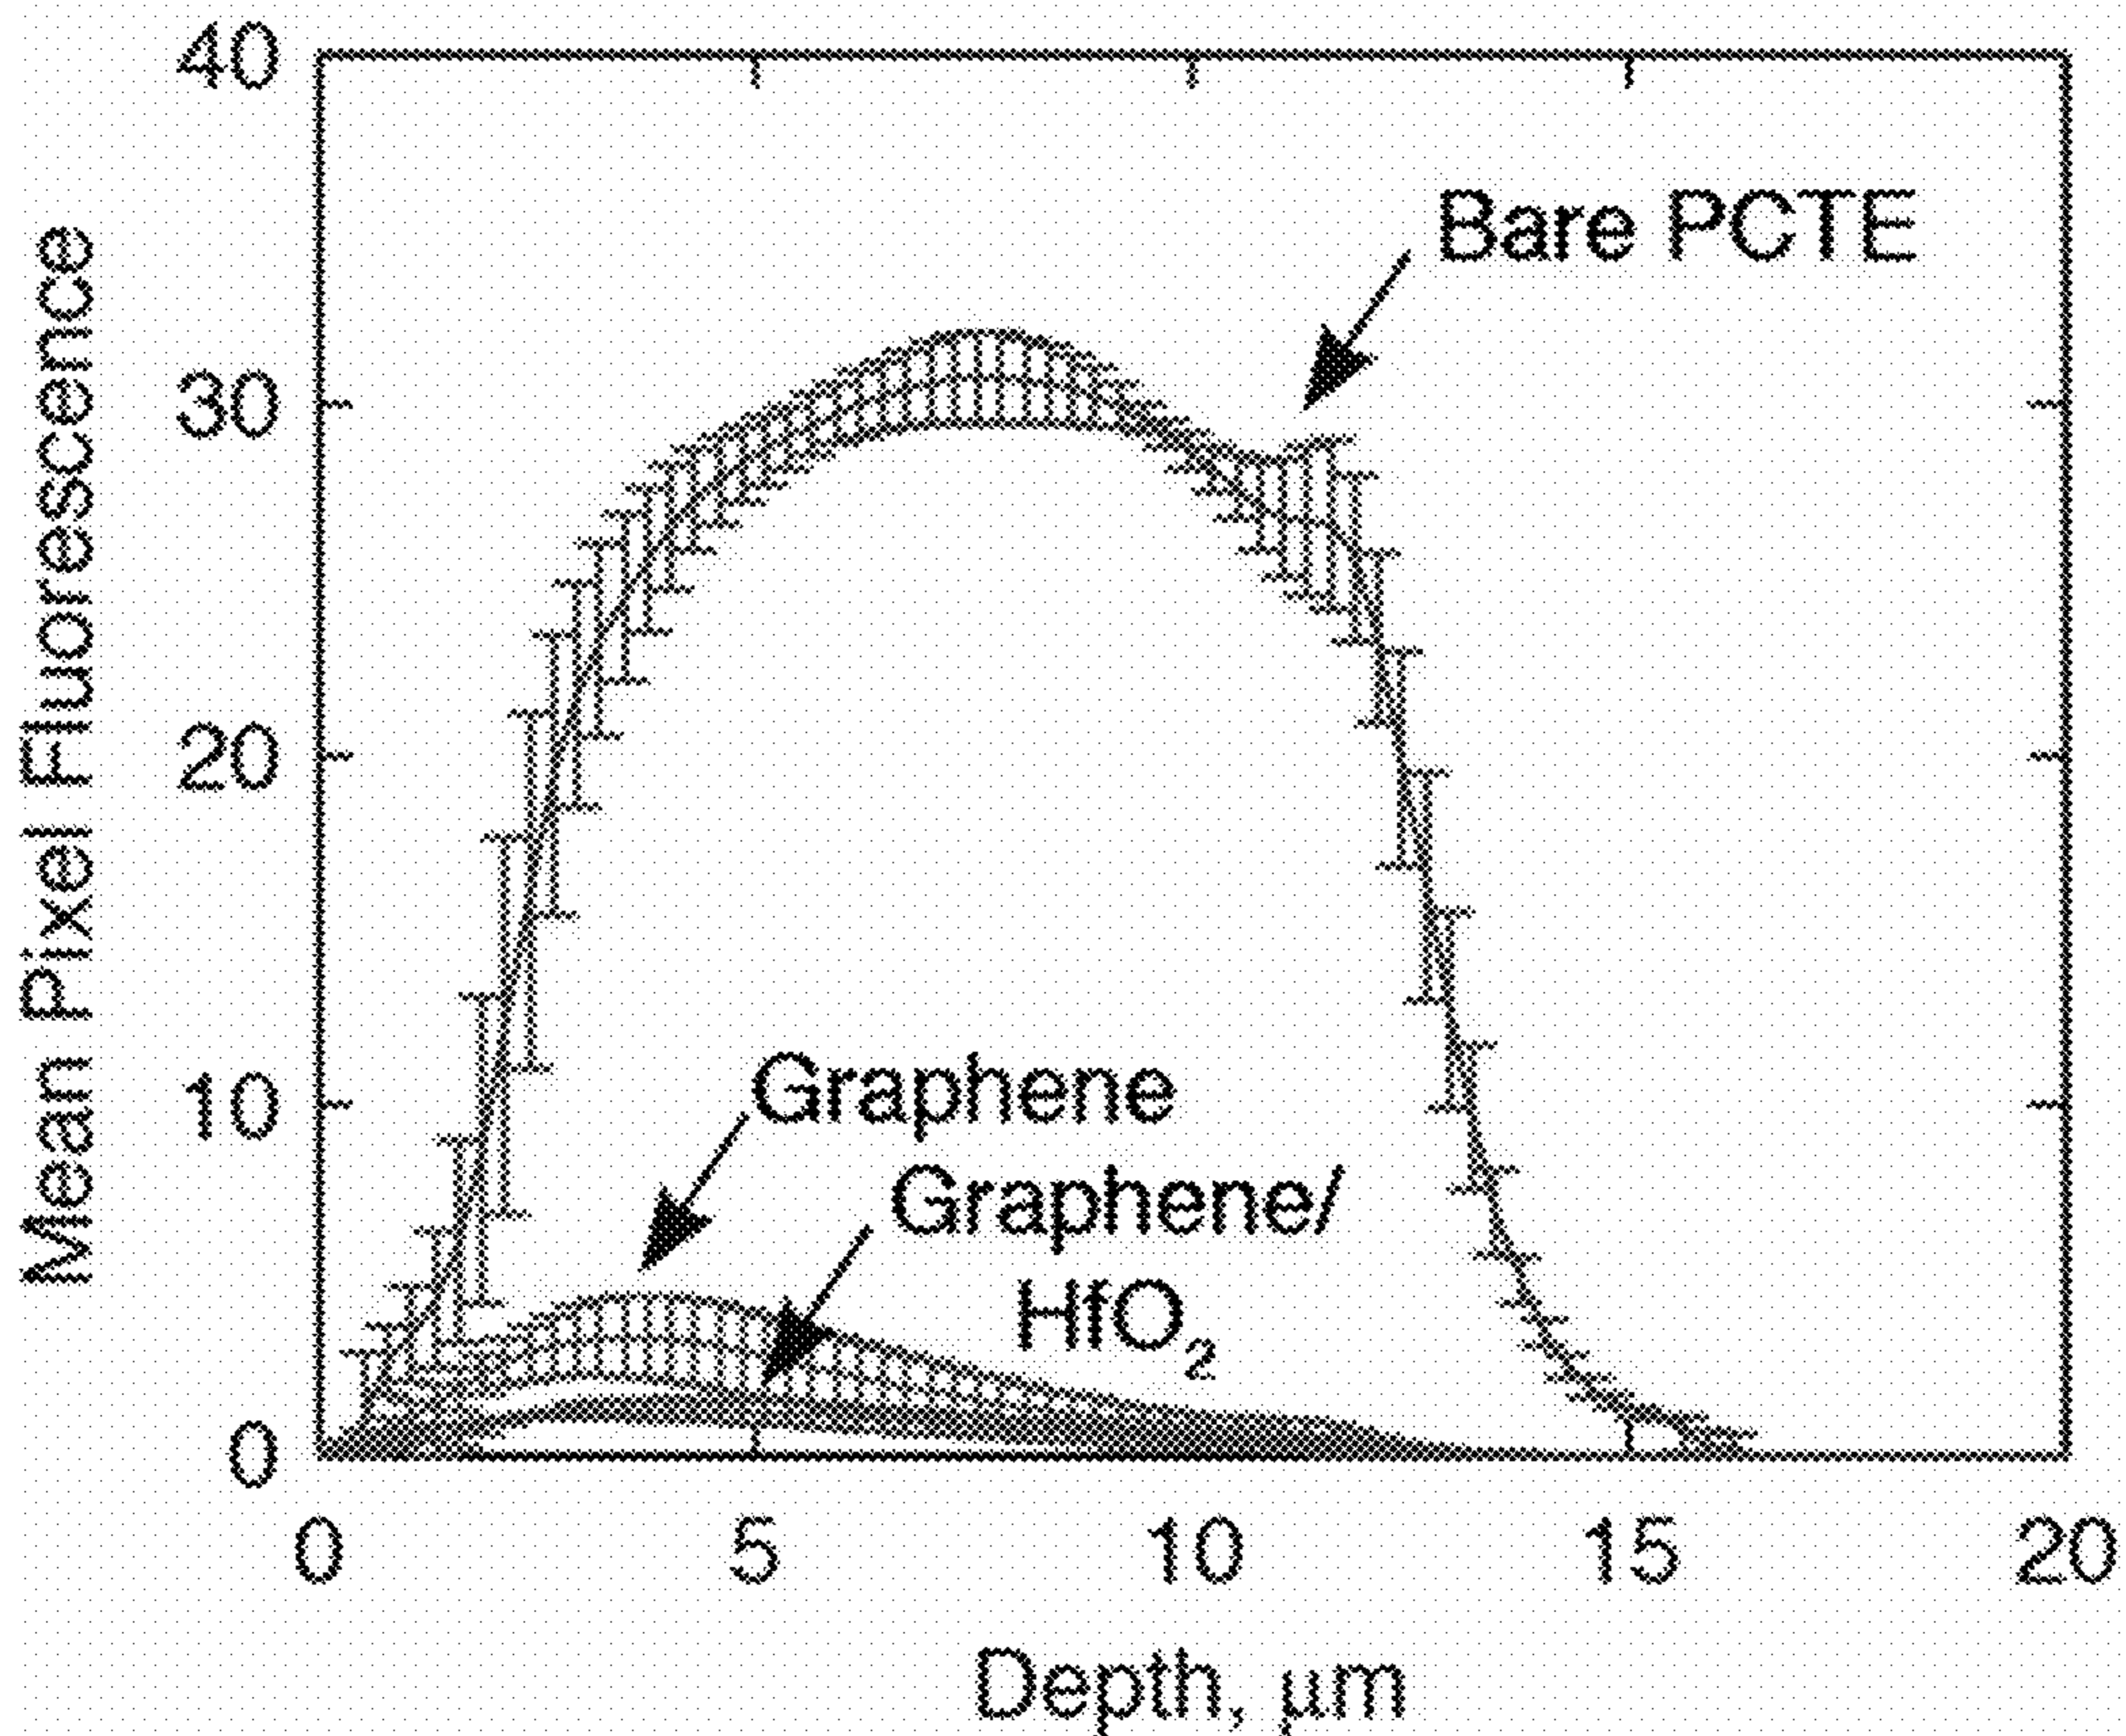 40
30
20
10
0
Mean Pixel Fluorescence
Bare PCTE
Graphene
Graphene/
HfO₂
0 5 10 15 20
Depth, μm